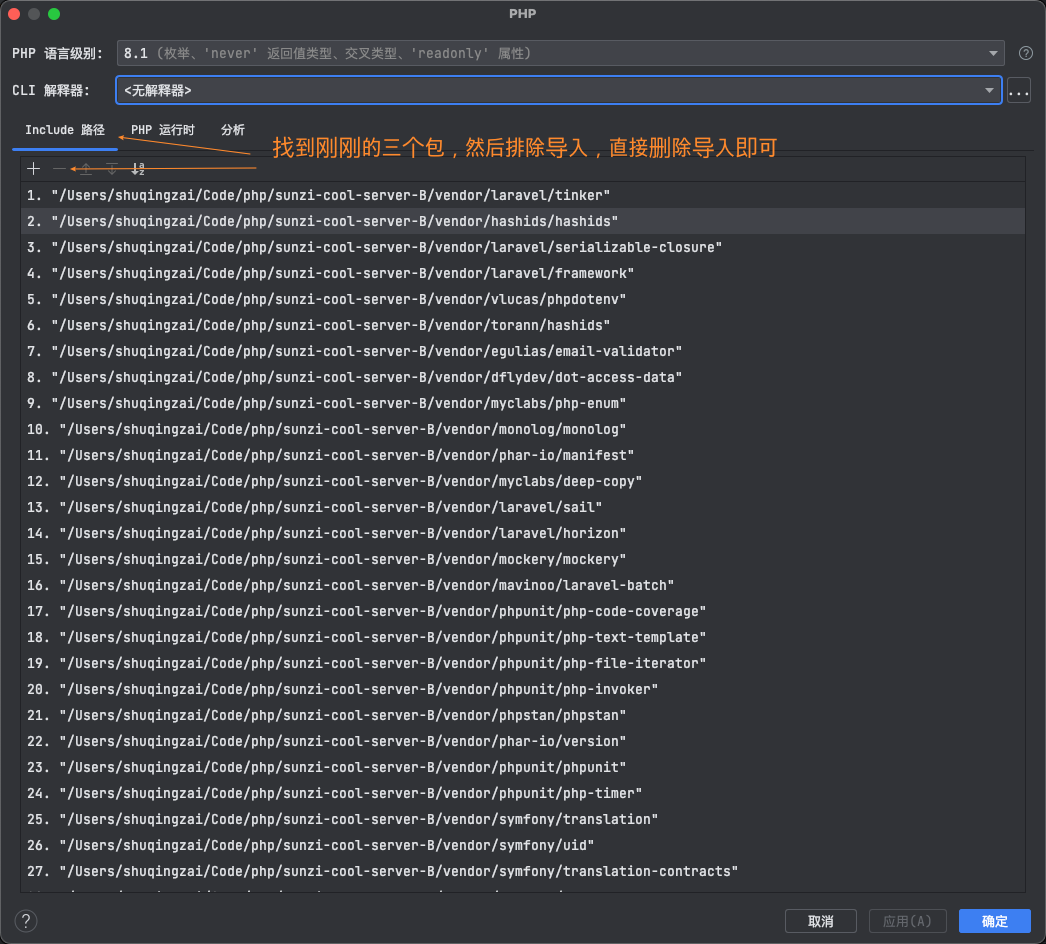 PHP
PHP 语言级别： 8.1 (枚举、'never' 返回值类型、交叉类型、'readonly' 属性)
CLI 解释器： <无解释器> ...
Include 路径 PHP 运行时 分析
找到刚刚的三个包，然后排除导入，直接删除导入即可
1. "/Users/shuqingzai/Code/php/sunzi-cool-server-B/vendor/laravel/tinker"
2. "/Users/shuqingzai/Code/php/sunzi-cool-server-B/vendor/hashids/hashids"
3. "/Users/shuqingzai/Code/php/sunzi-cool-server-B/vendor/laravel/serializable-closure"
4. "/Users/shuqingzai/Code/php/sunzi-cool-server-B/vendor/laravel/framework"
5. "/Users/shuqingzai/Code/php/sunzi-cool-server-B/vendor/vlucas/phpdotenv"
6. "/Users/shuqingzai/Code/php/sunzi-cool-server-B/vendor/torann/hashids"
7. "/Users/shuqingzai/Code/php/sunzi-cool-server-B/vendor/egulias/email-validator"
8. "/Users/shuqingzai/Code/php/sunzi-cool-server-B/vendor/dflydev/dot-access-data"
9. "/Users/shuqingzai/Code/php/sunzi-cool-server-B/vendor/myclabs/php-enum"
10. "/Users/shuqingzai/Code/php/sunzi-cool-server-B/vendor/monolog/monolog"
11. "/Users/shuqingzai/Code/php/sunzi-cool-server-B/vendor/phar-io/manifest"
12. "/Users/shuqingzai/Code/php/sunzi-cool-server-B/vendor/myclabs/deep-copy"
13. "/Users/shuqingzai/Code/php/sunzi-cool-server-B/vendor/laravel/sail"
14. "/Users/shuqingzai/Code/php/sunzi-cool-server-B/vendor/laravel/horizon"
15. "/Users/shuqingzai/Code/php/sunzi-cool-server-B/vendor/mockery/mockery"
16. "/Users/shuqingzai/Code/php/sunzi-cool-server-B/vendor/mavinoo/laravel-batch"
17. "/Users/shuqingzai/Code/php/sunzi-cool-server-B/vendor/phpunit/php-code-coverage"
18. "/Users/shuqingzai/Code/php/sunzi-cool-server-B/vendor/phpunit/php-text-template"
19. "/Users/shuqingzai/Code/php/sunzi-cool-server-B/vendor/phpunit/php-file-iterator"
20. "/Users/shuqingzai/Code/php/sunzi-cool-server-B/vendor/phpunit/php-invoker"
21. "/Users/shuqingzai/Code/php/sunzi-cool-server-B/vendor/phpstan/phpstan"
22. "/Users/shuqingzai/Code/php/sunzi-cool-server-B/vendor/phar-io/version"
23. "/Users/shuqingzai/Code/php/sunzi-cool-server-B/vendor/phpunit/phpunit"
24. "/Users/shuqingzai/Code/php/sunzi-cool-server-B/vendor/phpunit/php-timer"
25. "/Users/shuqingzai/Code/php/sunzi-cool-server-B/vendor/symfony/translation"
26. "/Users/shuqingzai/Code/php/sunzi-cool-server-B/vendor/symfony/uid"
27. "/Users/shuqingzai/Code/php/sunzi-cool-server-B/vendor/symfony/translation-contracts"
? 取消 应用(A) 确定